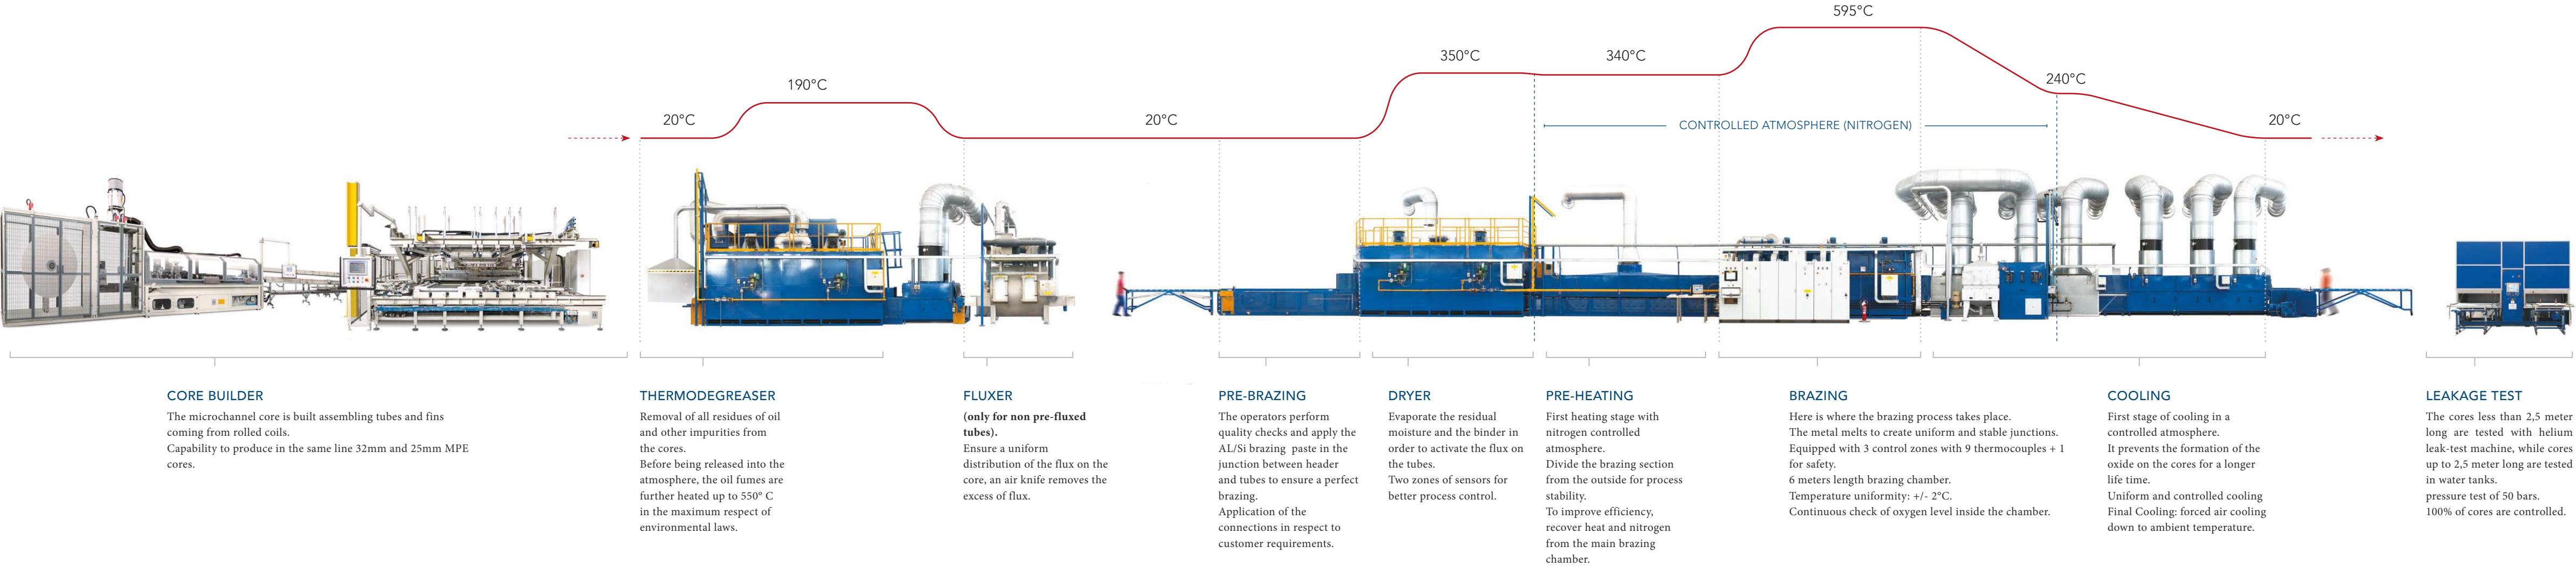 595°C
350°C
340°C
190°C
240°C
20°C
20°C
20°C
CONTROLLED ATMOSPHERE (NITROGEN)
CORE BUILDER
The microchannel core is built assembling tubes and fins
coming from rolled coils.
Capability to produce in the same line 32mm and 25mm MPE
cores.
THERMODEGREASER
Removal of all residues of oil
and other impurities from
the cores.
Before being released into the
atmosphere, the oil fumes are
further heated up to 550° C
in the maximum respect of
environmental laws.
FLUXER
(only for non pre-fluxed
tubes).
Ensure a uniform
distribution of the flux on the
core, an air knife removes the
excess of flux.
PRE-BRAZING
The operators perform
quality checks and apply the
AL/Si brazing paste in the
junction between header
and tubes to ensure a perfect
brazing.
Application of the
connections in respect to
customer requirements.
DRYER
Evaporate the residual
moisture and the binder in
order to activate the flux on
the tubes.
Two zones of sensors for
better process control.
PRE-HEATING
First heating stage with
nitrogen controlled
atmosphere.
Divide the brazing section
from the outside for process
stability.
To improve efficiency,
recover heat and nitrogen
from the main brazing
chamber.
BRAZING
Here is where the brazing process takes place.
The metal melts to create uniform and stable junctions.
Equipped with 3 control zones with 9 thermocouples + 1
for safety.
6 meters length brazing chamber.
Temperature uniformity: +/- 2°C.
Continuous check of oxygen level inside the chamber.
COOLING
First stage of cooling in a
controlled atmosphere.
It prevents the formation of the
oxide on the cores for a longer
life time.
Uniform and controlled cooling
Final Cooling: forced air cooling
down to ambient temperature.
LEAKAGE TEST
The cores less than 2,5 meter
long are tested with helium
leak-test machine, while cores
up to 2,5 meter long are tested
in water tanks.
pressure test of 50 bars.
100% of cores are controlled.